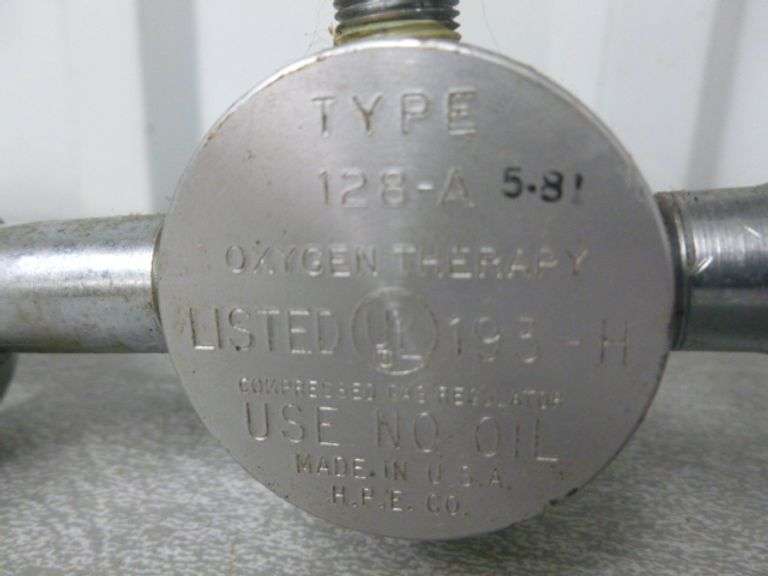 TYPE
128-A 5-81
OXYGEN THERAPY
LISTED UL 193-H
COMPRESSED GAS REGULATOR
USE NO OIL
MADE IN U.S.A.
H.P.E. CO.